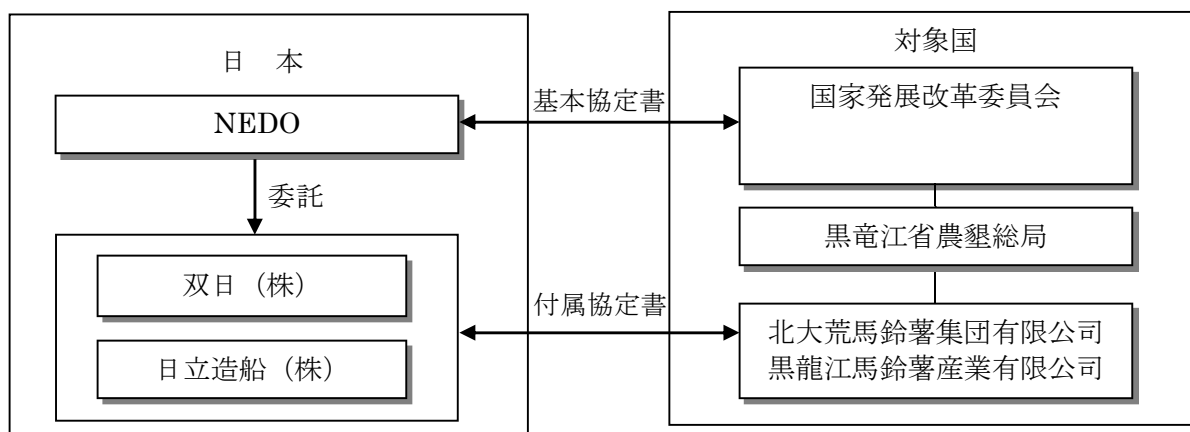 日 本
NEDO
委託
双日（株）
日立造船（株）
基本協定書
付属協定書
対象国
国家発展改革委員会
黒竜江省農墾総局
北大荒馬鈴薯集団有限公司
黒龍江馬鈴薯産業有限公司